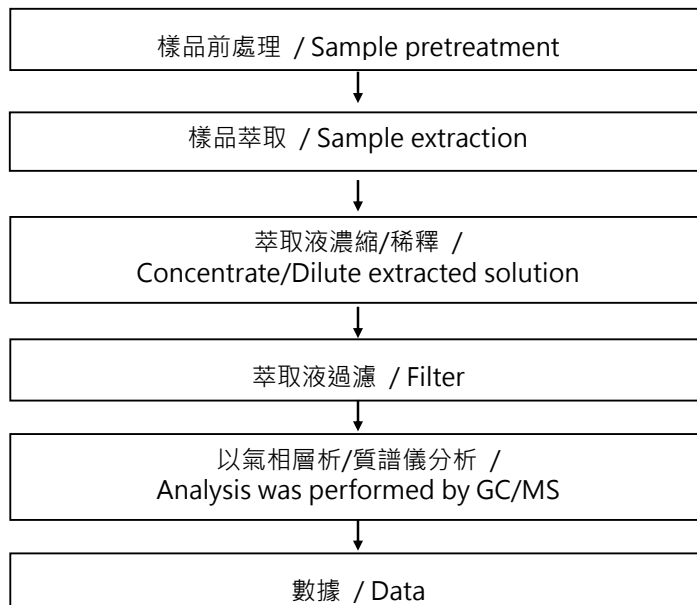 樣品前處理 / Sample pretreatment
樣品萃取 / Sample extraction
萃取液濃縮/稀釋 /
Concentrate/Dilute extracted solution
萃取液過濾 / Filter
以氣相層析/質譜儀分析 /
Analysis was performed by GC/MS
數據 / Data